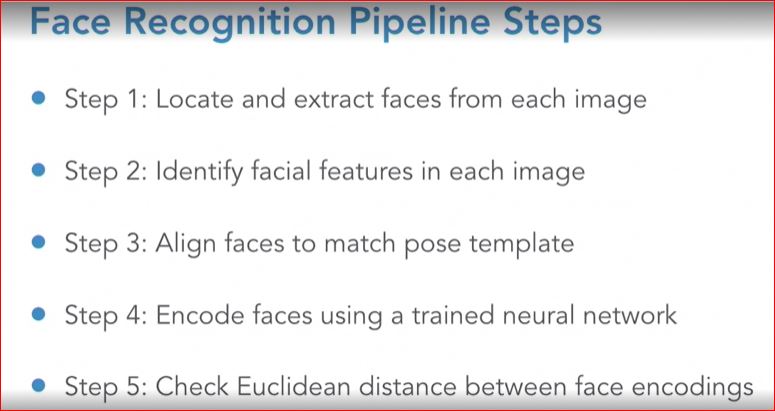 Face Recognition Pipeline Steps
• Step 1: Locate and extract faces from each image
• Step 2: Identify facial features in each image
• Step 3: Align faces to match pose template
• Step 4: Encode faces using a trained neural network
• Step 5: Check Euclidean distance between face encodings